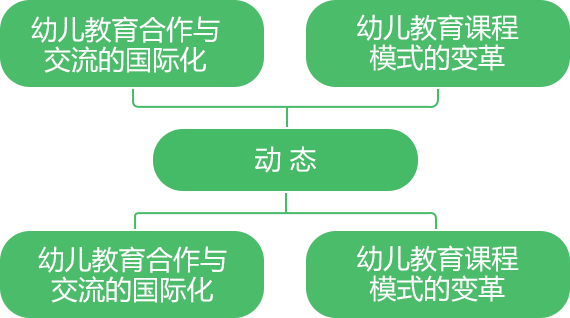 幼儿教育合作与
交流的国际化
幼儿教育课程
模式的变革
动 态
幼儿教育合作与
交流的国际化
幼儿教育课程
模式的变革